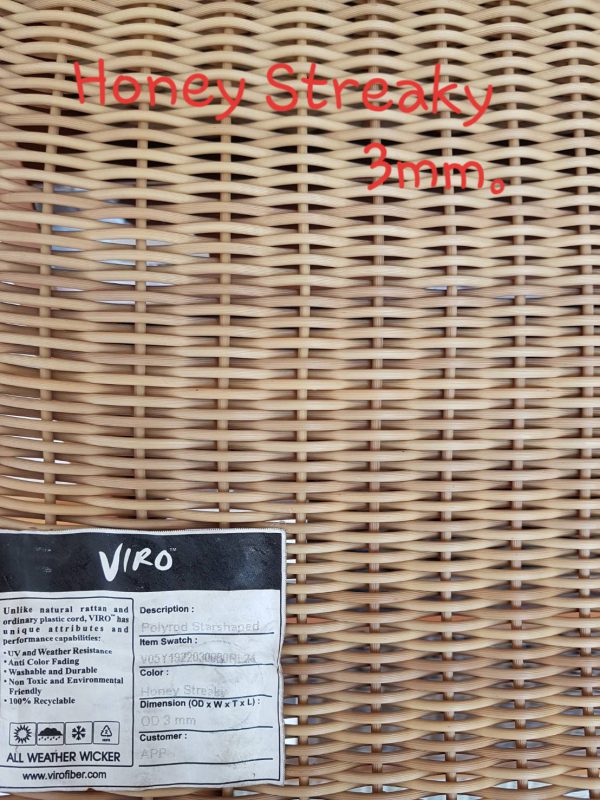 Honey Streaky
3mm.
VIRO™
Unlike natural rattan and
ordinary plastic cord, VIRO™ has
unique attributes and
performance capabilities:
• UV and Weather Resistance
• Anti Color Fading
• Washable and Durable
• Non Toxic and Environmental
Friendly
• 100% Recyclable
ALL WEATHER WICKER
www.virofiber.com
Description :
Polyrod Starshaped
Item Swatch :
Color :
Honey Streaky
Dimension (OD x W x T x L) :
OD 3 mm
Customer :
APP